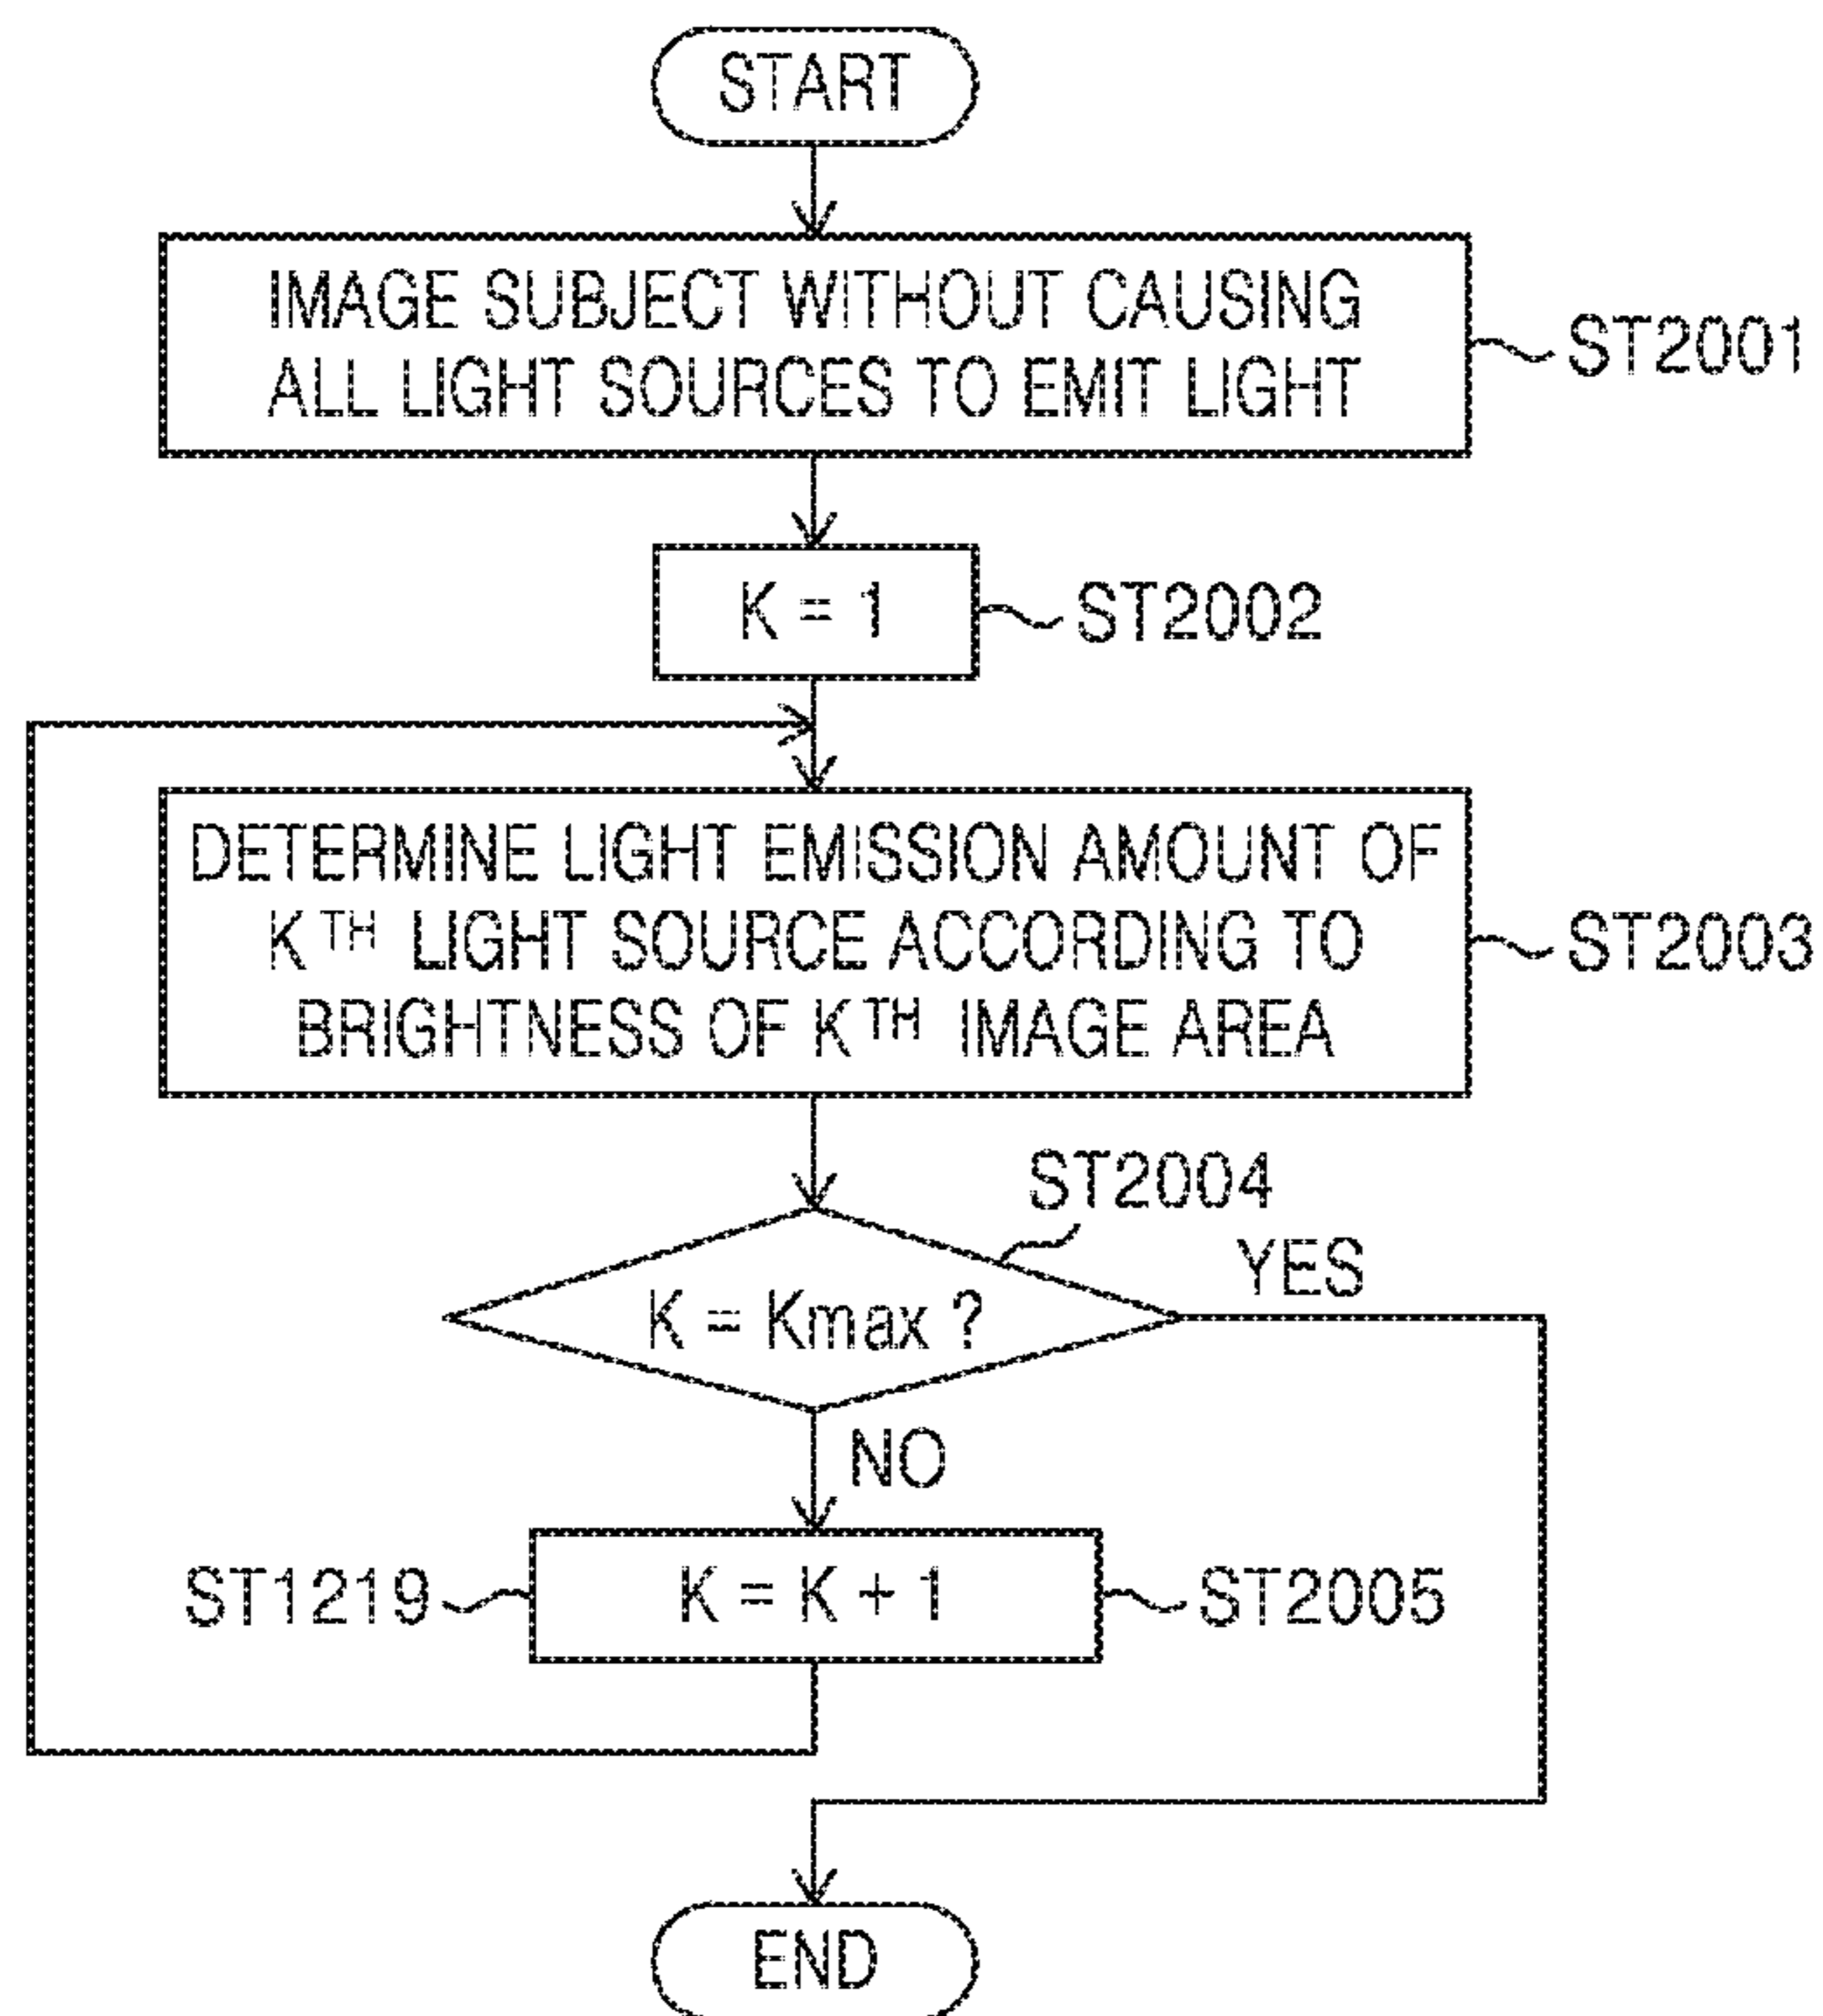 START
IMAGE SUBJECT WITHOUT CAUSING
ALL LIGHT SOURCES TO EMIT LIGHT
ST2001
K = 1
ST2002
DETERMINE LIGHT EMISSION AMOUNT OF
K TH LIGHT SOURCE ACCORDING TO
BRIGHTNESS OF K TH IMAGE AREA
ST2003
ST2004
K = Kmax ?
YES
NO
ST1219
K = K + 1
ST2005
END